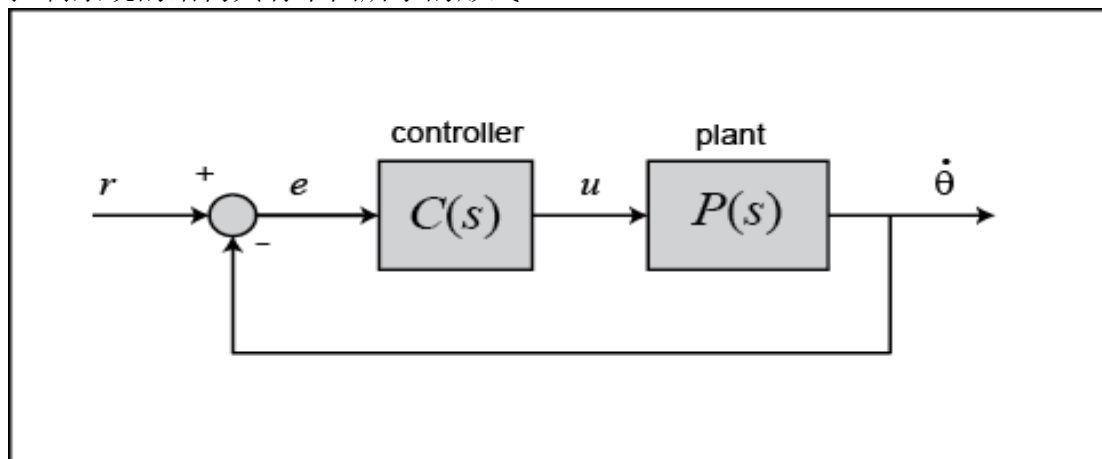 controller
plant
r
+
e
C(s)
u
P(s)
θ̇
−